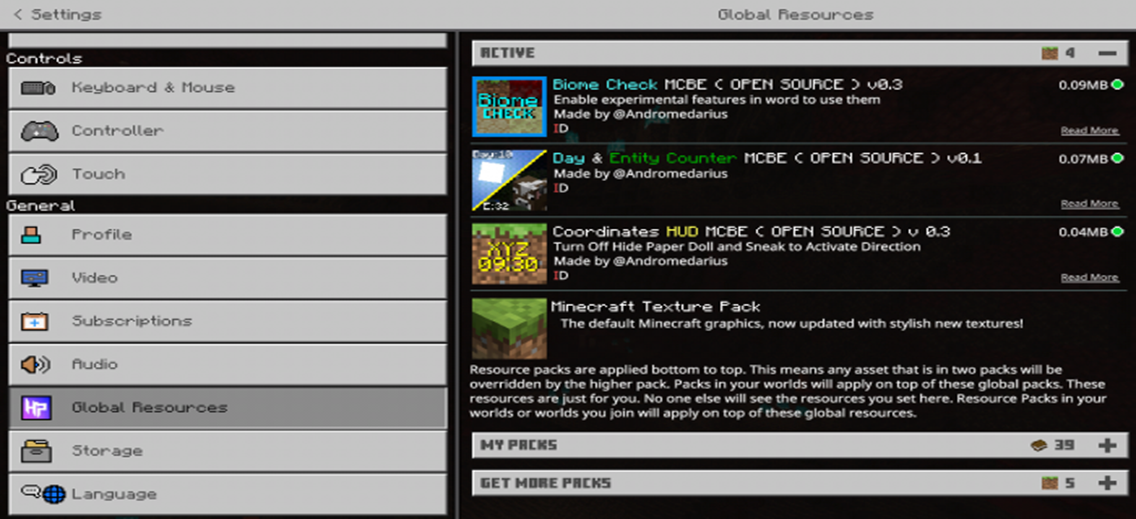 < Settings
Global Resources
Controls
Keyboard & Mouse
Controller
Touch
General
Profile
Video
Subscriptions
Audio
HP
Global Resources
Storage
Language
ACTIVE 4
Biome CHECK
Biome Check MCBE ( OPEN SOURCE ) v0.3 0.09MB
Enable experimental features in word to use them
Made by @Andromedarius
ID Read More
Day:10
E:32
Day & Entity Counter MCBE ( OPEN SOURCE ) v0.1 0.07MB
Made by @Andromedarius
ID
Read More
XYZ
09:30
Coordinates HUD MCBE ( OPEN SOURCE ) v 0.3 0.04MB
Turn Off Hide Paper Doll and Sneak to Activate Direction
Made by @Andromedarius
ID Read More
Minecraft Texture Pack
The default Minecraft graphics, now updated with stylish new textures!
Resource packs are applied bottom to top. This means any asset that is in two packs will be
overridden by the higher pack. Packs in your worlds will apply on top of these global packs. These
resources are just for you. No one else will see the resources you set here. Resource Packs in your
worlds or worlds you join will apply on top of these global resources.
MY PACKS 39
GET MORE PACKS 5